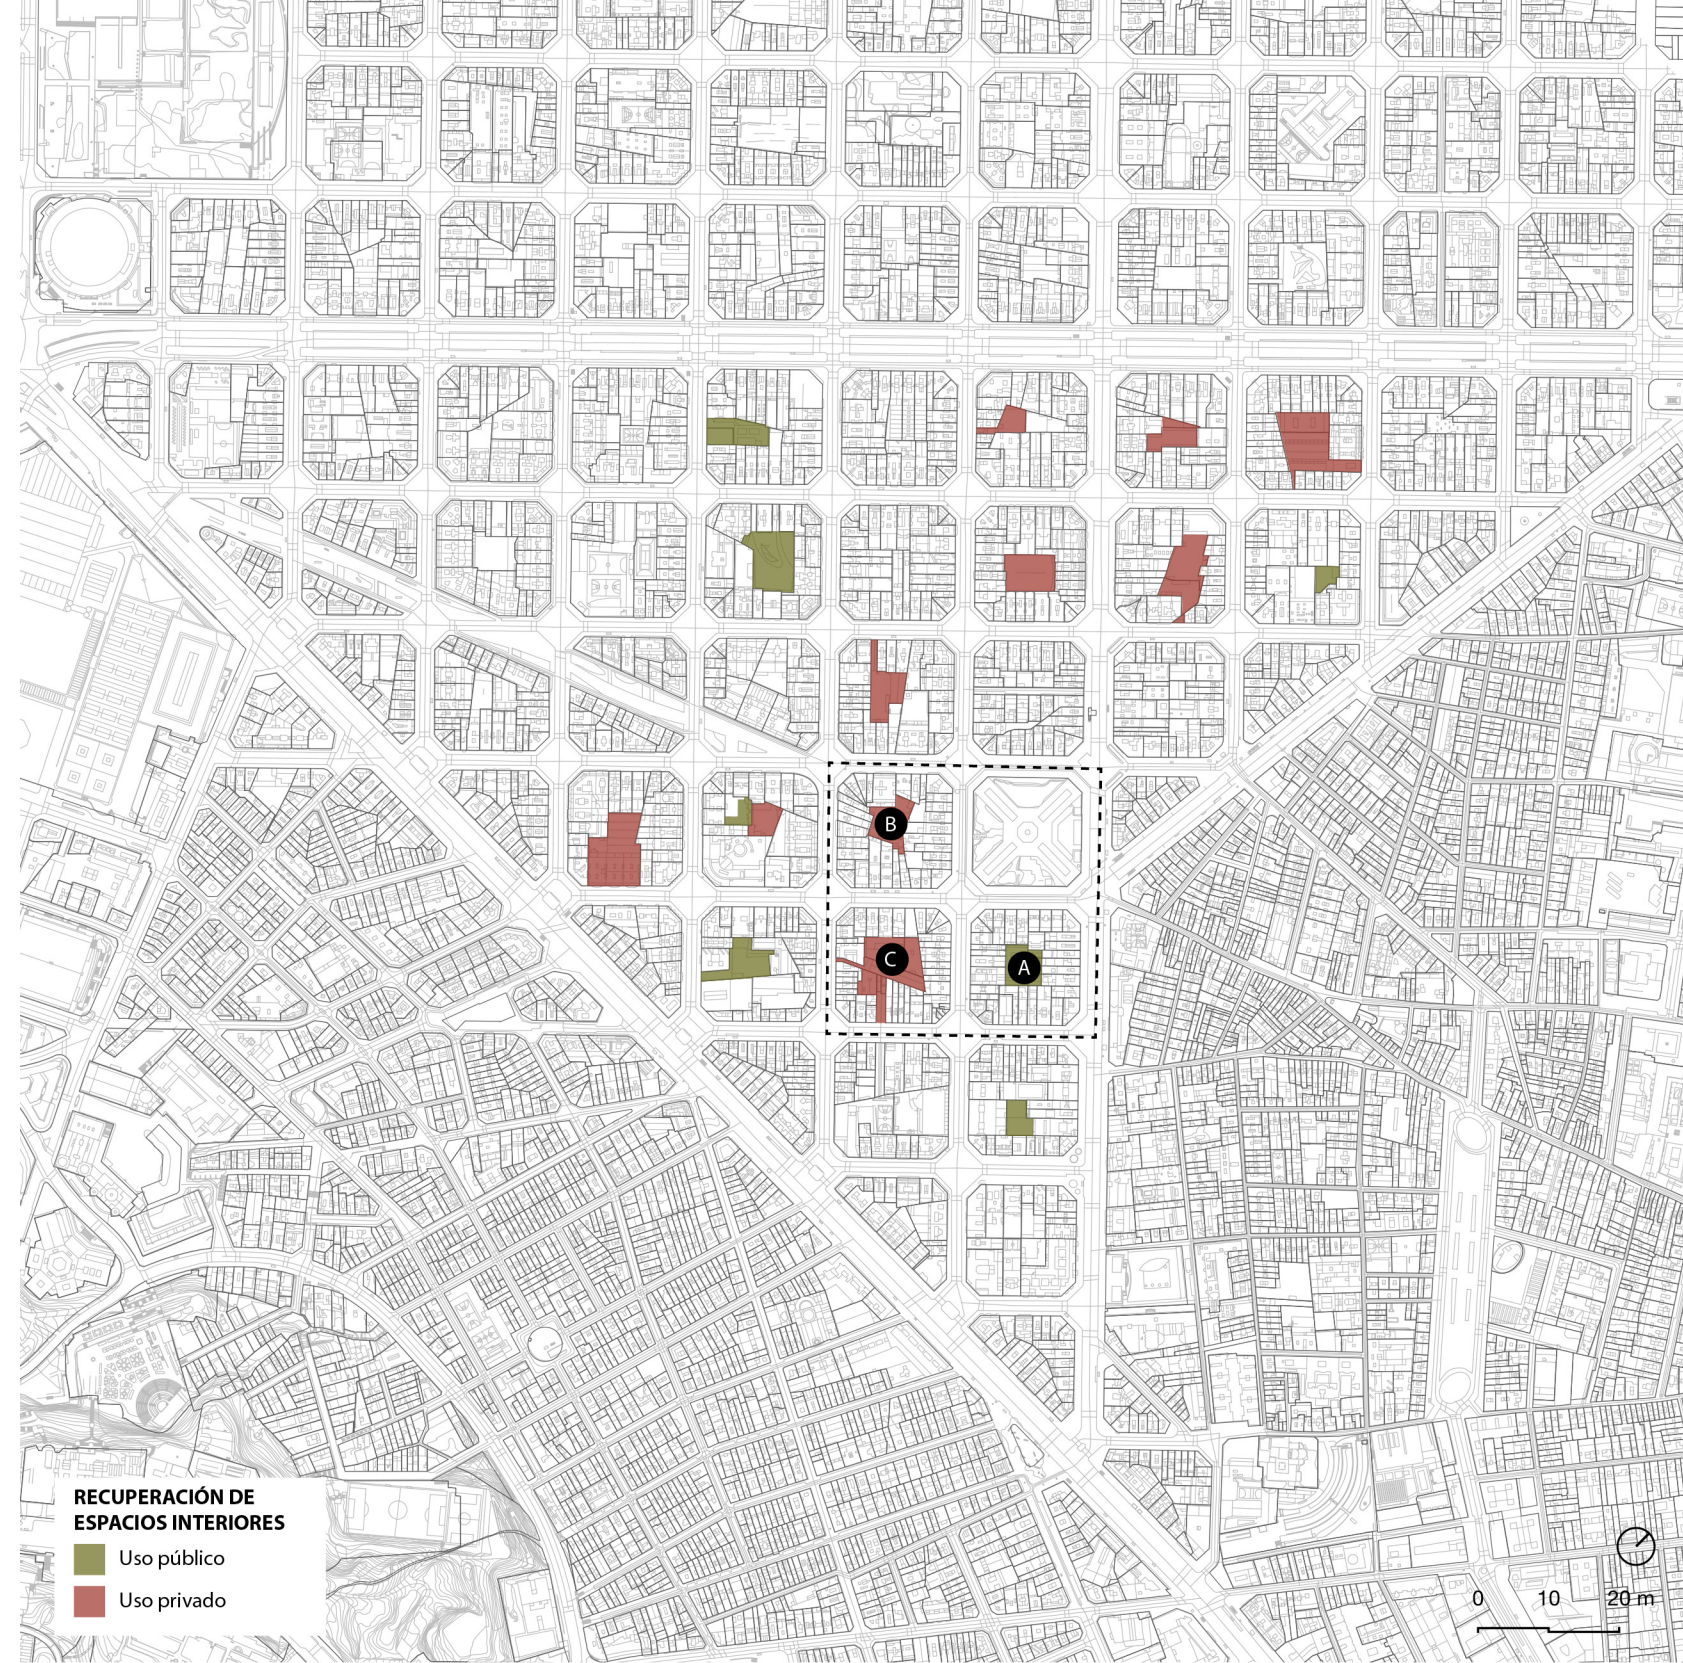 B
C
A
RECUPERACIÓN DE
ESPACIOS INTERIORES
Uso público
Uso privado
0 10 20 m